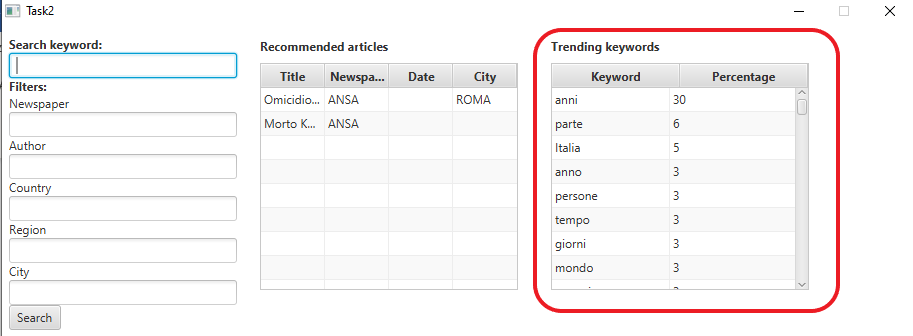 Task2
Search keyword:
Filters:
Newspaper
Author
Country
Region
City
Search
Recommended articles
Title Newspa... Date City
Omicidio... ANSA ROMA
Morto K... ANSA
Trending keywords
Keyword Percentage
anni 30
parte 6
Italia 5
anno 3
persone 3
tempo 3
giorni 3
mondo 3